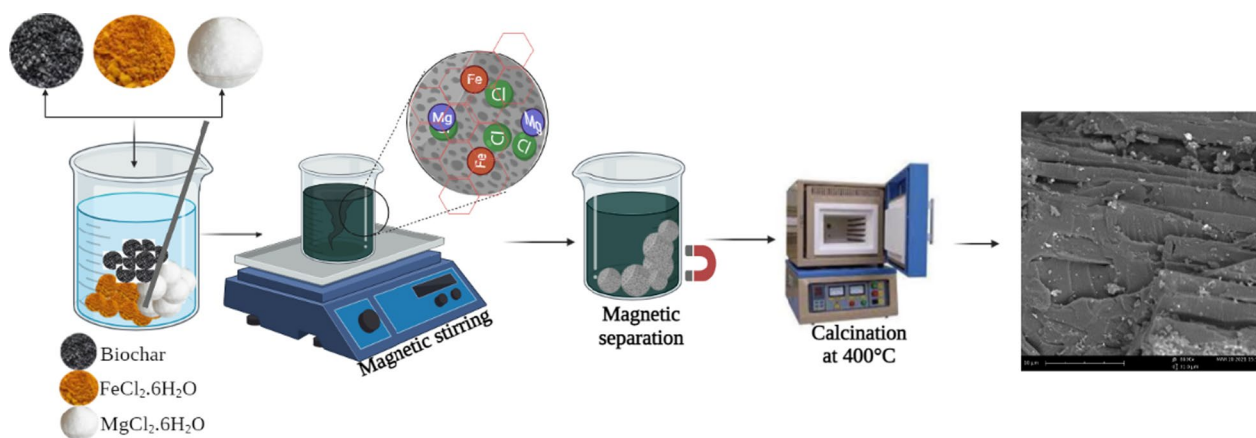 Fe
Cl
Mg
Mg
Cl
Cl
Fe
Magnetic stirring
Magnetic
separation
Calcination
at 400°C
Biochar
FeCl₂.6H₂O
MgCl₂.6H₂O